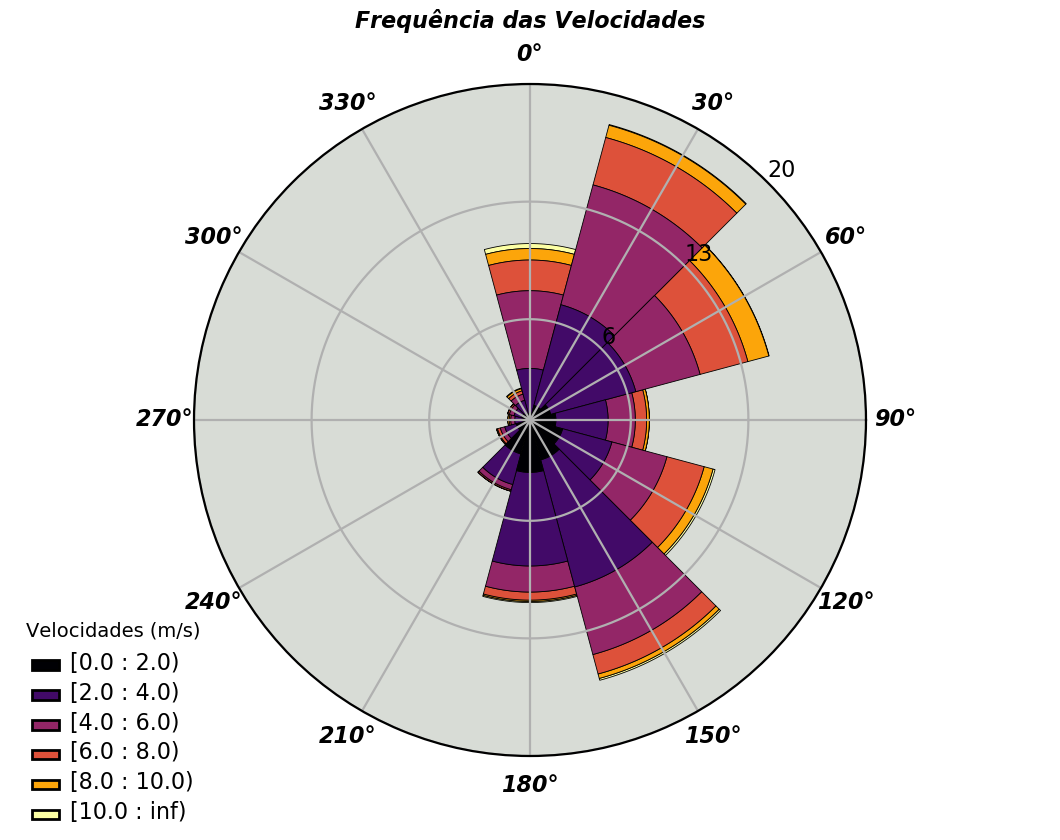 Frequência das Velocidades
0°
330°
30°
20
300°
60°
13
6
270°
90°
240°
120°
210°
150°
180°
Velocidades (m/s)
[0.0 : 2.0)
[2.0 : 4.0)
[4.0 : 6.0)
[6.0 : 8.0)
[8.0 : 10.0)
[10.0 : inf)